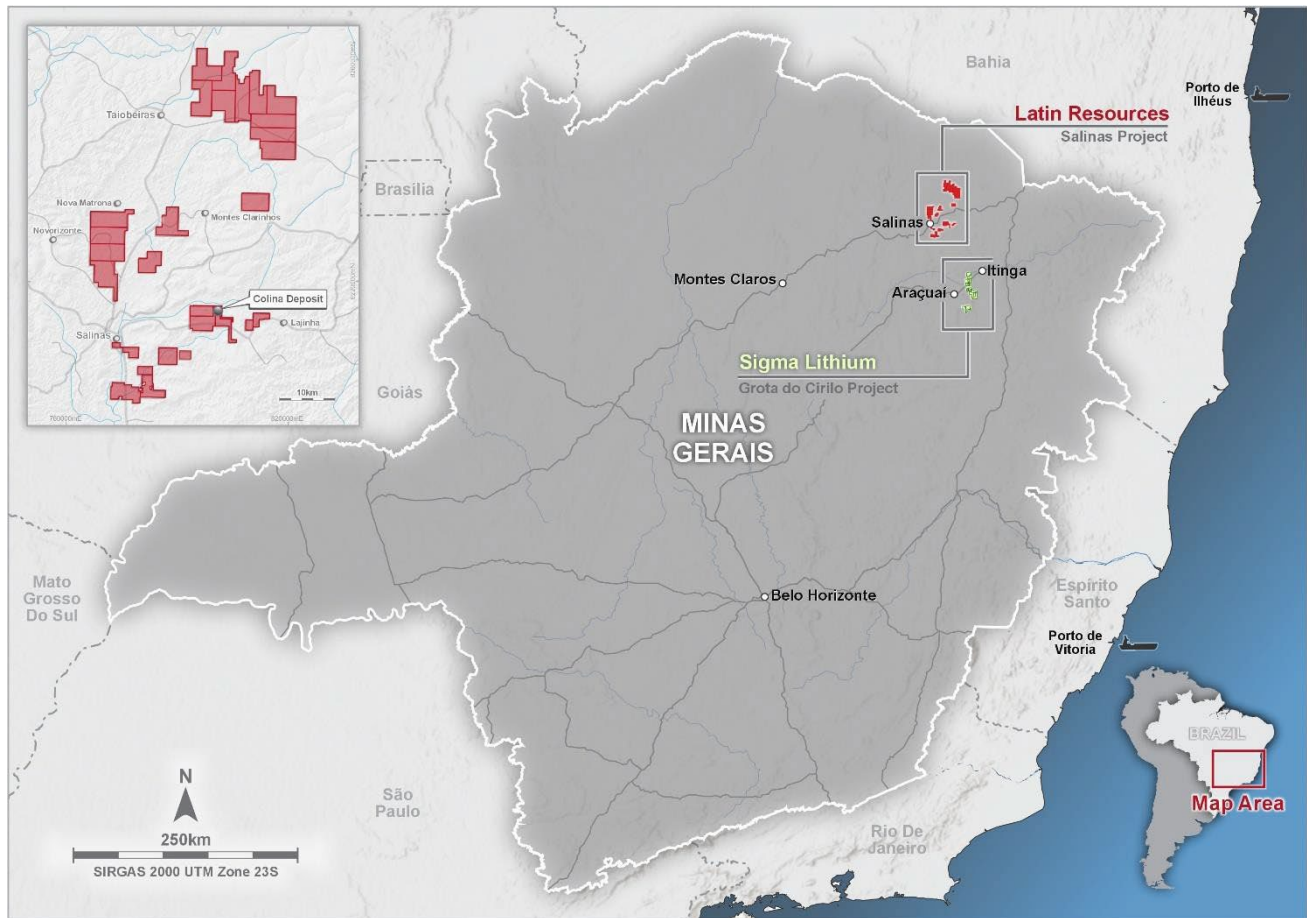 Taiobeiras
Nova Matrona
Montes Clarinhos
Novorizonte
Colina Deposit
Lajinha
Salinas
10km
Bahia
Porto de
Ilhéus
Latin Resources
Salinas Project
Brasilia
Salinas
Montes Claros
Itinga
Araçuaí
Sigma Lithium
Grota do Cirilo Project
Goiás
MINAS
GERAIS
Mato
Grosso
Do Sul
Belo Horizonte
Espírito
Santo
Porto de
Vitoria
BRAZIL
Map Area
São
Paulo
Rio De
Janeiro
N
250km
SIRGAS 2000 UTM Zone 23S